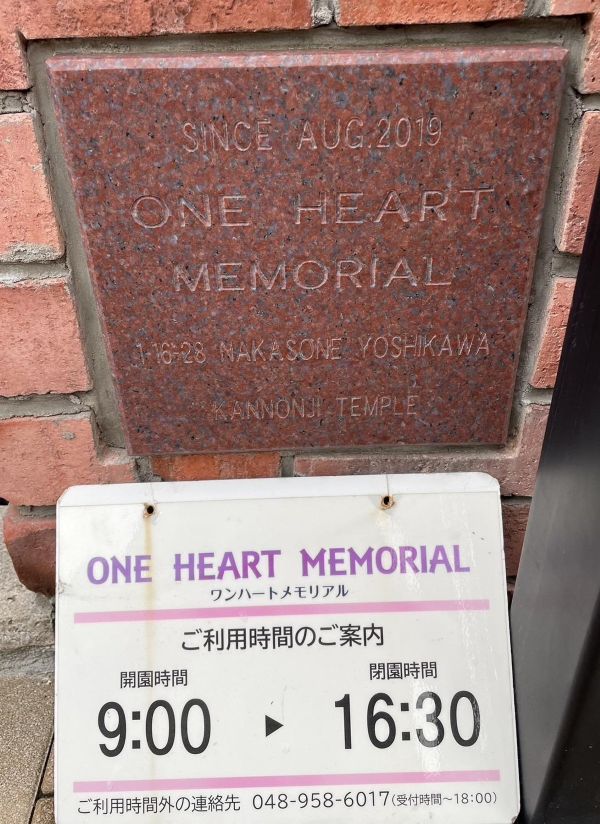 SINCE AUG.2019
ONE HEART
MEMORIAL
1-16-28 NAKASONE YOSHIKAWA
KANNONJI TEMPLE
ONE HEART MEMORIAL
ワンハートメモリアル
ご利用時間のご案内
開園時間 閉園時間
9:00 ▶ 16:30
ご利用時間外の連絡先 048-958-6017(受付時間~18:00)